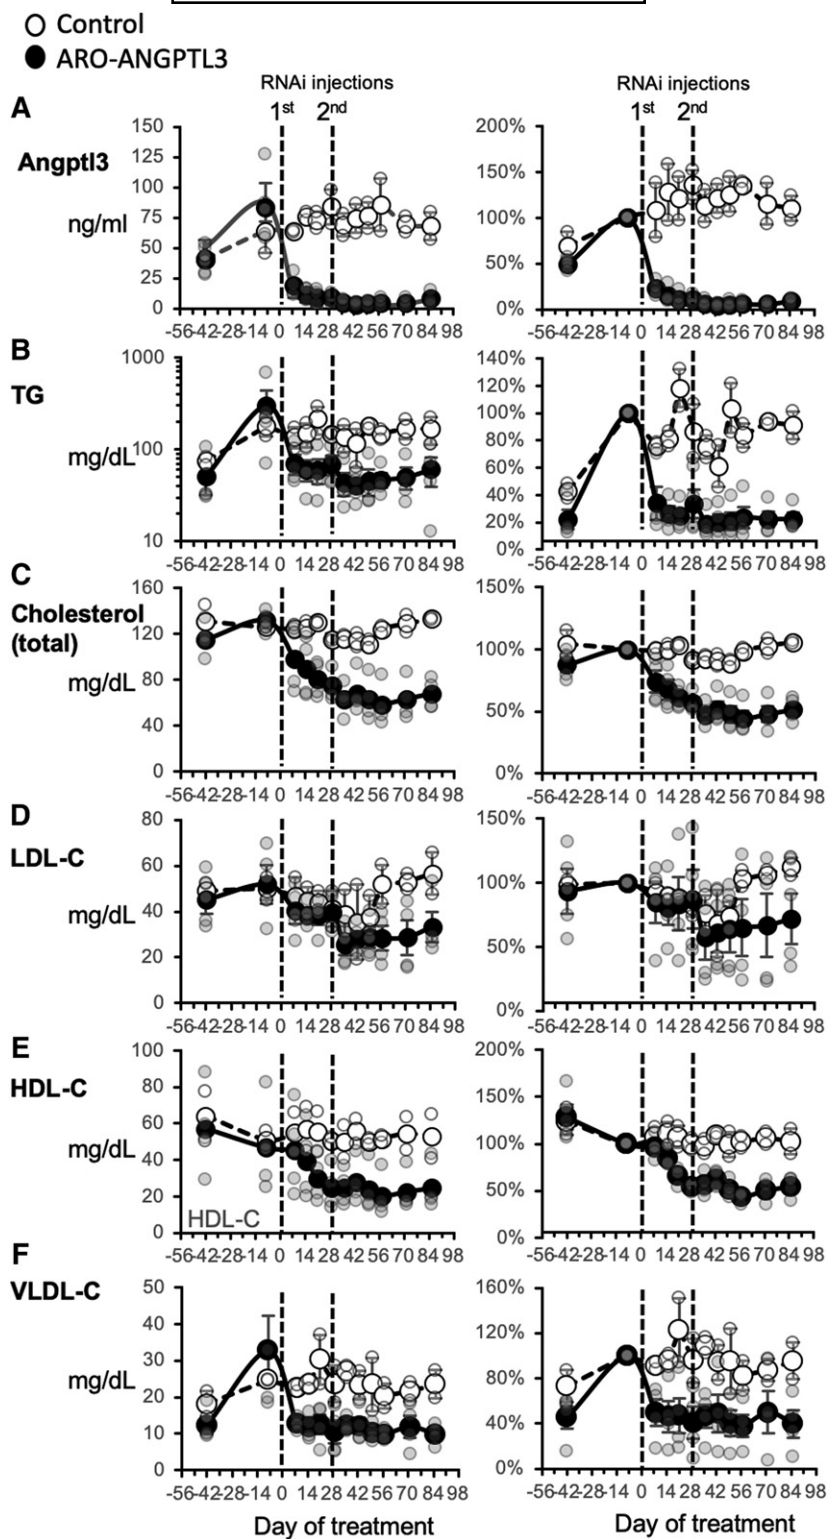 Control
ARO-ANGPTL3
RNAi injections RNAi injections
1st 2nd 1st 2nd
A
Angptl3
ng/ml
150
125
100
75
50
25
0
-56-42-28-14 0 14 28 42 56 70 84 98
200%
150%
100%
50%
0%
-56-42-28-14 0 14 28 42 56 70 84 98
B
TG
mg/dL
1000
100
10
-56-42-28-14 0 14 28 42 56 70 84 98
140%
120%
100%
80%
60%
40%
20%
0%
-56-42-28-14 0 14 28 42 56 70 84 98
C
Cholesterol
(total)
mg/dL
160
120
80
40
0
-56-42-28-14 0 14 28 42 56 70 84 98
150%
100%
50%
0%
-56-42-28-14 0 14 28 42 56 70 84 98
D
LDL-C
mg/dL
80
60
40
20
0
-56-42-28-14 0 14 28 42 56 70 84 98
150%
100%
50%
0%
-56-42-28-14 0 14 28 42 56 70 84 98
E
HDL-C
mg/dL
100
80
60
40
20
0
HDL-C
-56-42-28-14 0 14 28 42 56 70 84 98
200%
150%
100%
50%
0%
-56-42-28-14 0 14 28 42 56 70 84 98
F
VLDL-C
mg/dL
50
40
30
20
10
0
-56-42-28-14 0 14 28 42 56 70 84 98
160%
120%
80%
40%
0%
-56-42-28-14 0 14 28 42 56 70 84 98
Day of treatment Day of treatment